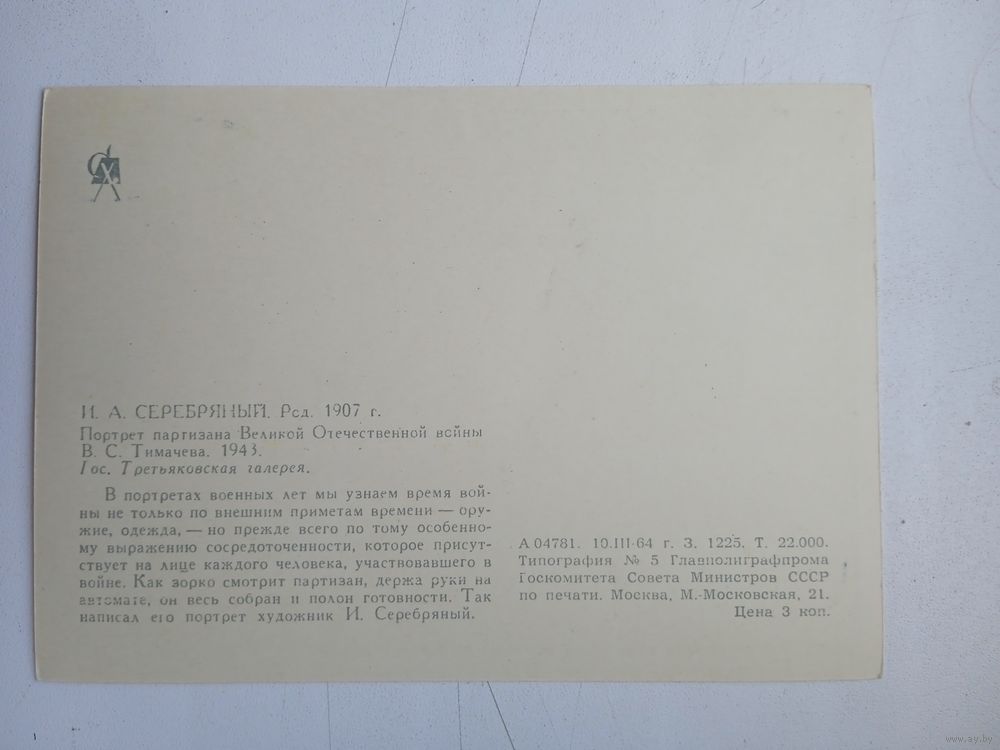 И. А. СЕРЕБРЯНЫЙ. Род. 1907 г.
Портрет партизана Великой Отечественной войны
В. С. Тимачева. 1943.
Гос. Третьяковская галерея.
В портретах военных лет мы узнаем время вой-
ны не только по внешним приметам времени — ору-
жие, одежда, — но прежде всего по тому особенно-
му выражению сосредоточенности, которое присут-
ствует на лице каждого человека, участвовавшего в
войне. Как зорко смотрит партизан, держа руки на
автомате, он весь собран и полон готовности. Так
написал его портрет художник И. Серебряный.
А 04781. 10.III-64 г. З. 1225. Т. 22.000.
Типография № 5 Главполиграфпрома
Госкомитета Совета Министров СССР
по печати. Москва, М.-Московская, 21.
Цена 3 коп.
www.ay.by